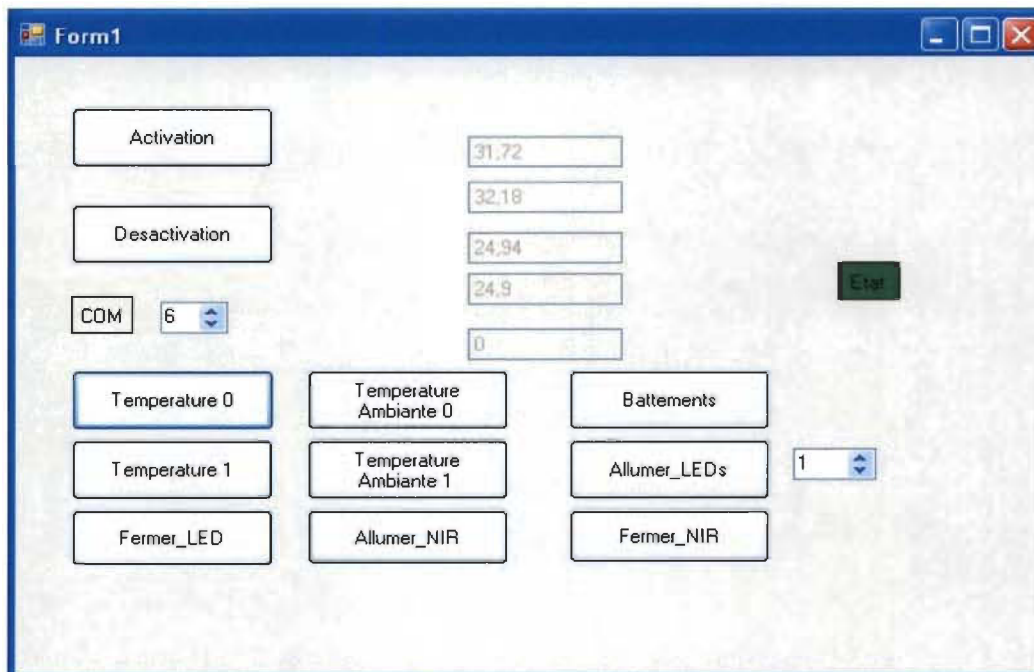 Form1
Activation
31,72
32,18
Desactivation
24,94
Etat
24,9
COM
6
0
Temperature 0
Temperature
Ambiante 0
Battements
Temperature 1
Temperature
Ambiante 1
Allumer_LEDs
1
Fermer_LED
Allumer_NIR
Fermer_NIR